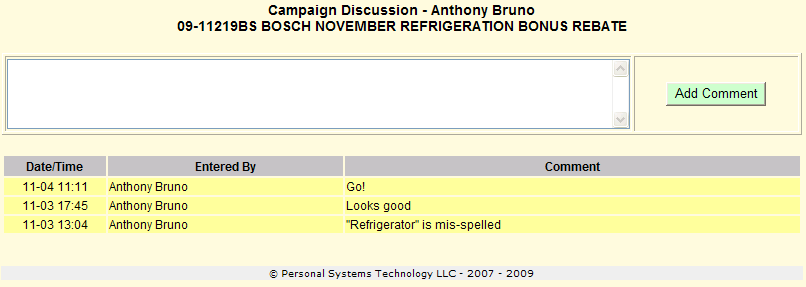 Campaign Discussion - Anthony Bruno
09-11219BS BOSCH NOVEMBER REFRIGERATION BONUS REBATE
Add Comment
Date/Time Entered By Comment
11-04 11:11 Anthony Bruno Go!
11-03 17:45 Anthony Bruno Looks good
11-03 13:04 Anthony Bruno "Refrigerator" is mis-spelled
© Personal Systems Technology LLC - 2007 - 2009